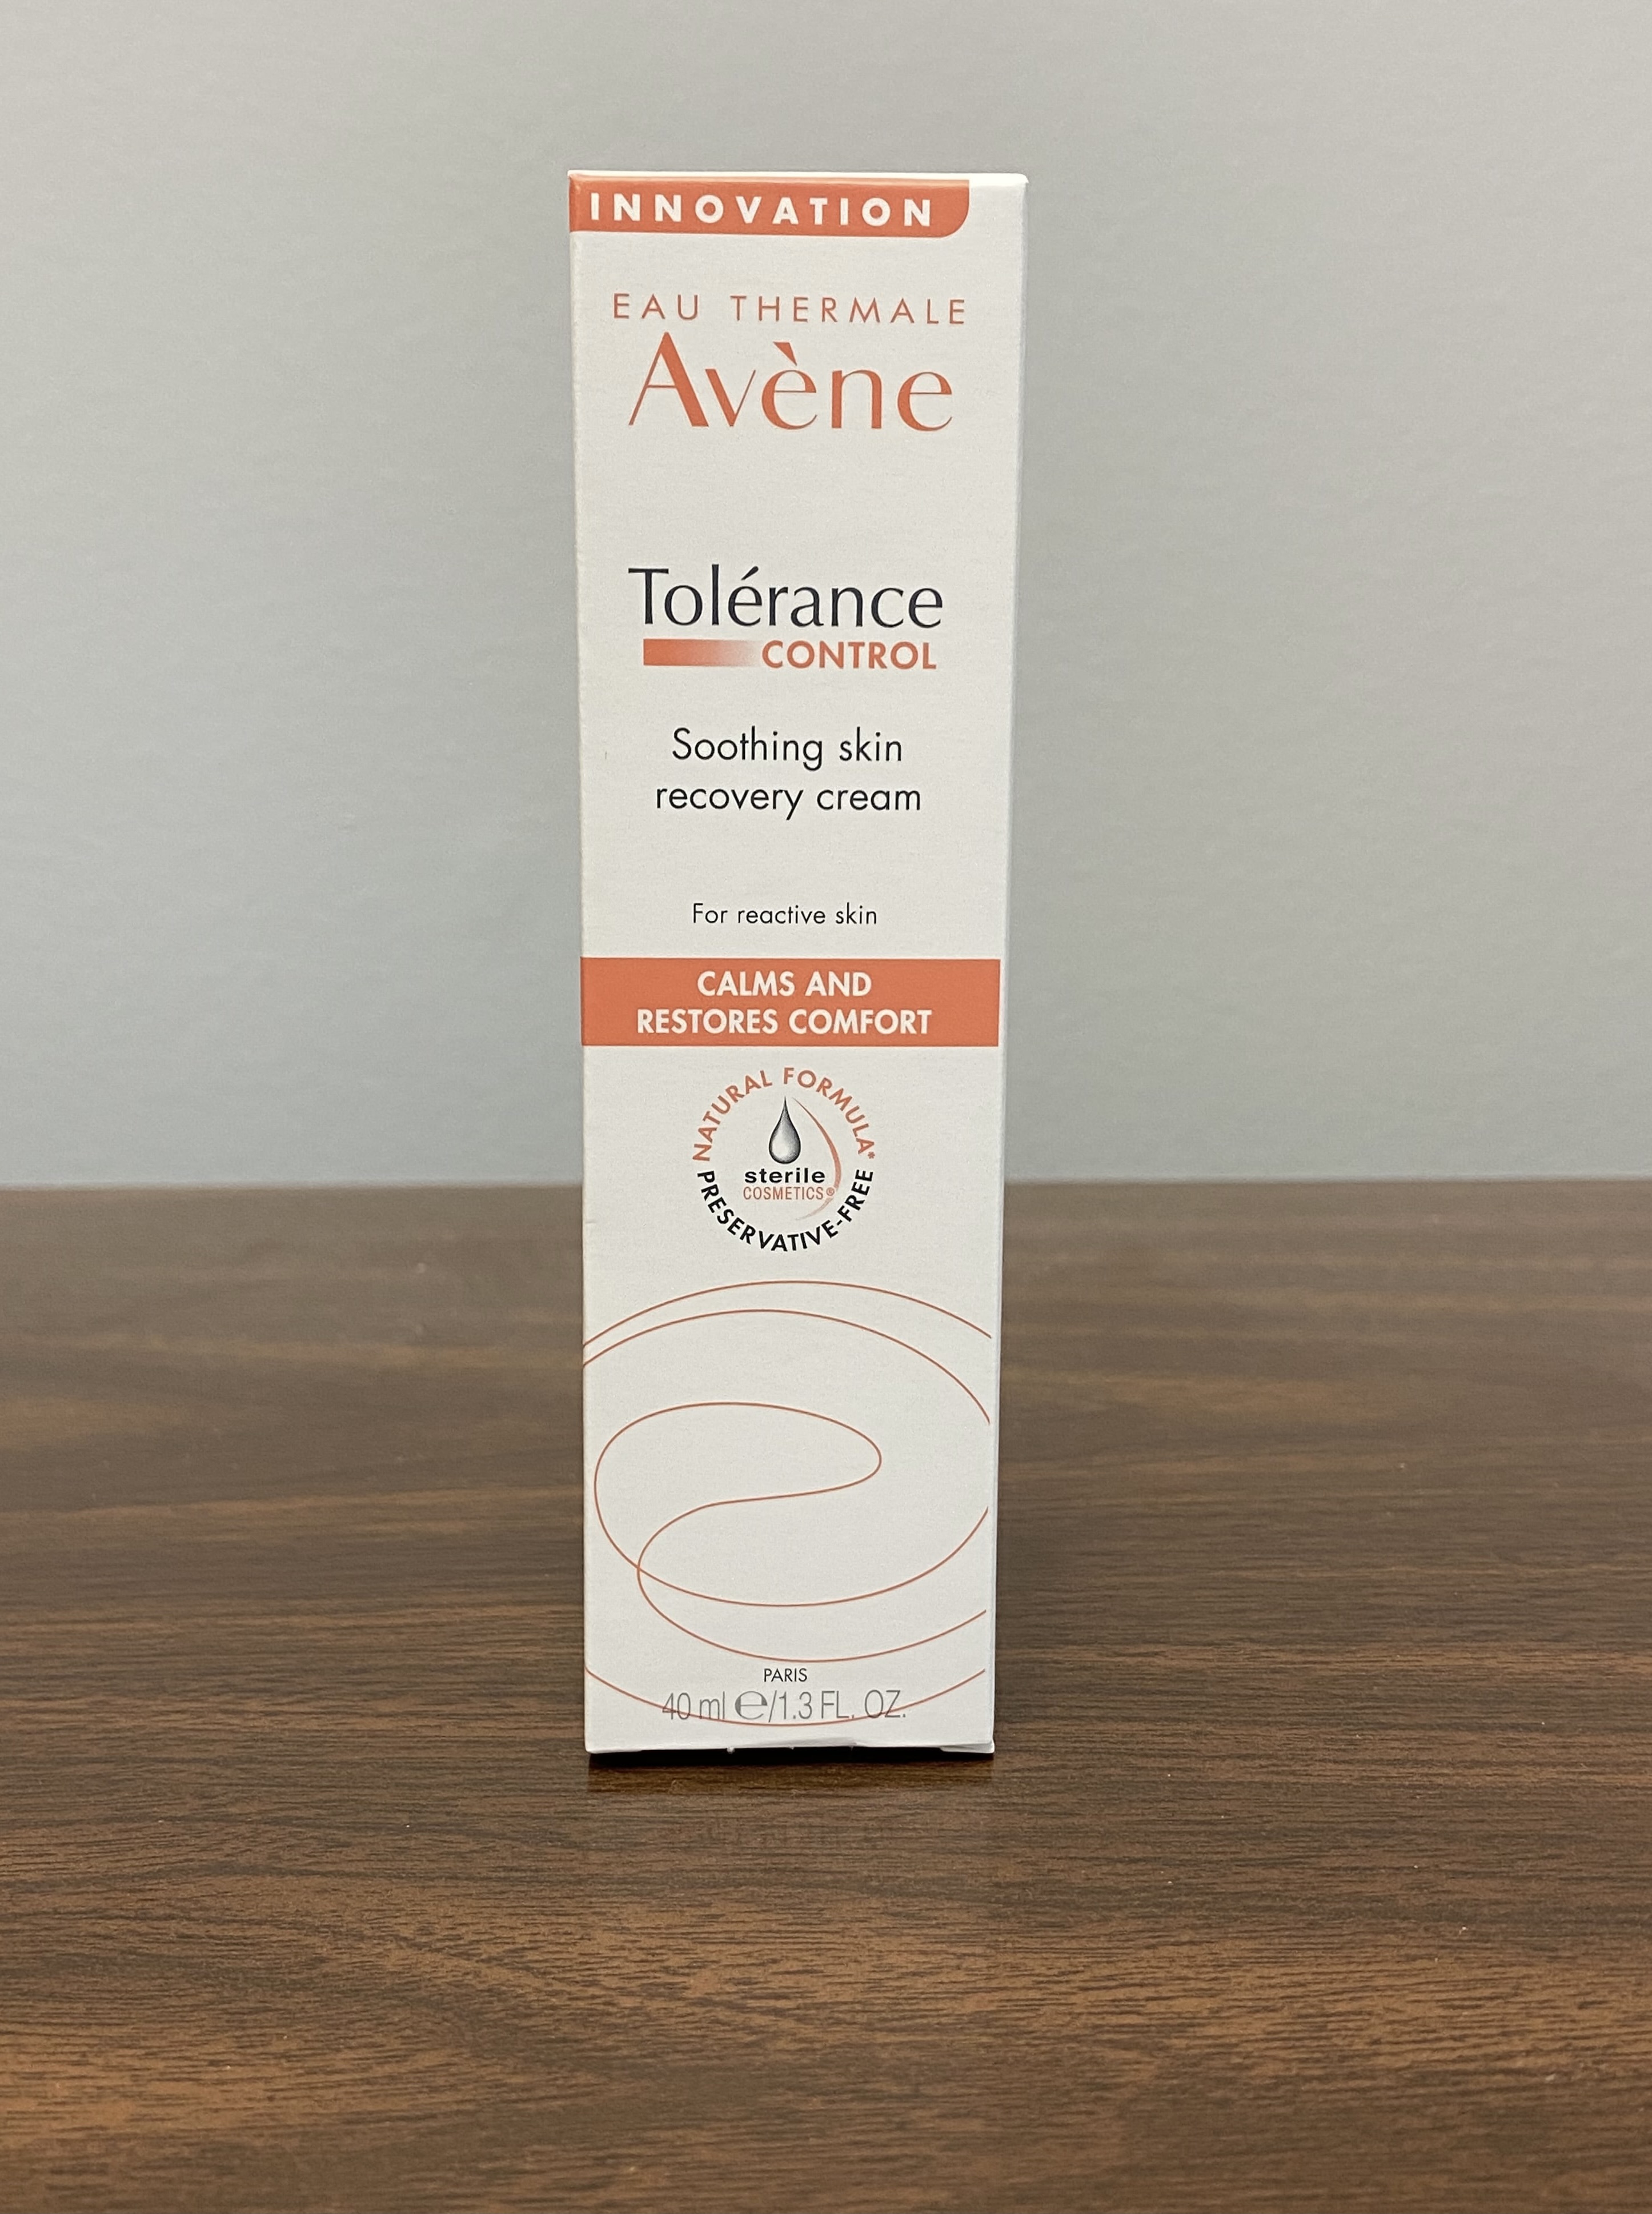 INNOVATION
EAU THERMALE
Avène
Tolérance
CONTROL
Soothing skin
recovery cream
For reactive skin
CALMS AND
RESTORES COMFORT
NATURAL FORMULA*
sterile
COSMETICS®
PRESERVATIVE-FREE
PARIS
40 ml ℮/1.3 FL. OZ.